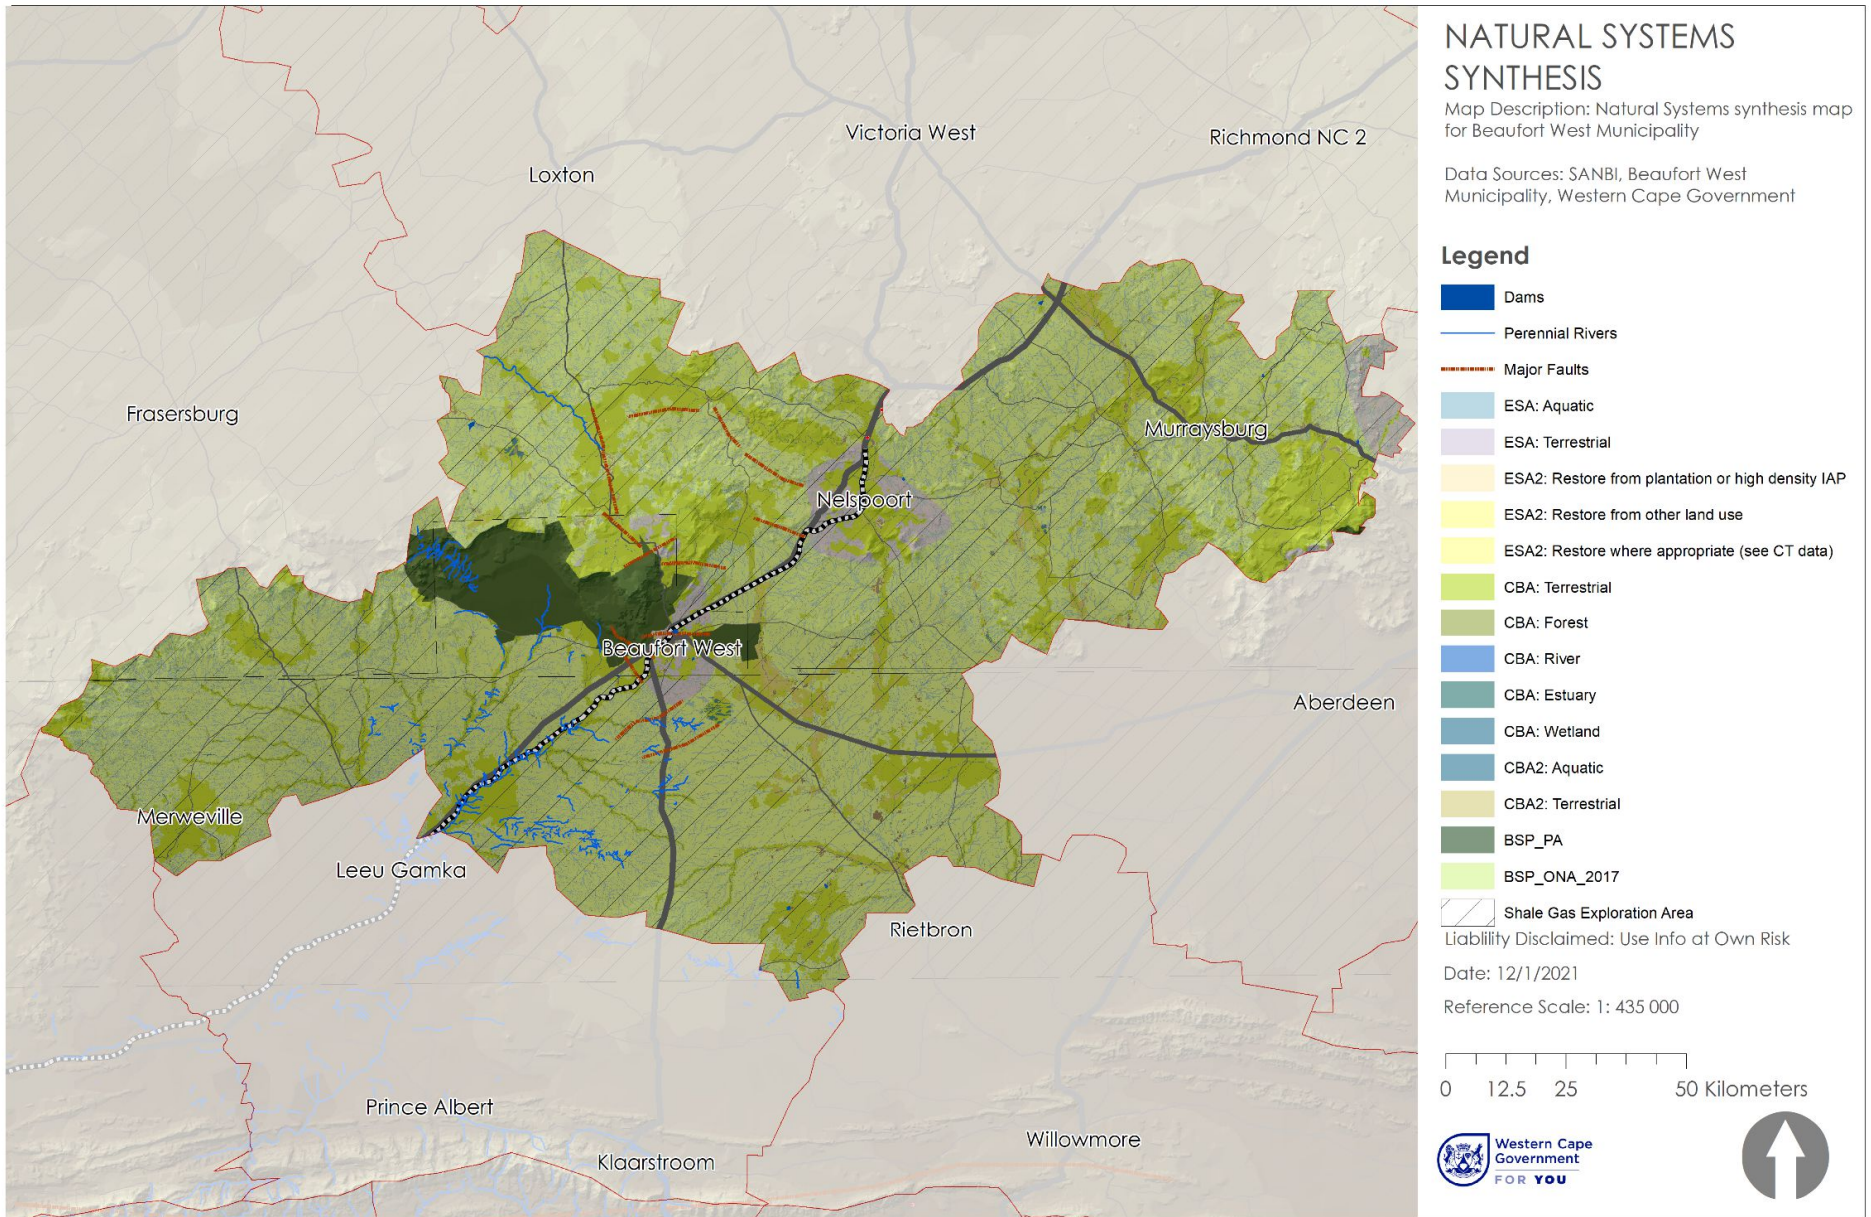 NATURAL SYSTEMS
SYNTHESIS
Map Description: Natural Systems synthesis map
for Beaufort West Municipality
Data Sources: SANBI, Beaufort West
Municipality, Western Cape Government
Legend
Dams
Perennial Rivers
Major Faults
ESA: Aquatic
ESA: Terrestrial
ESA2: Restore from plantation or high density IAP
ESA2: Restore from other land use
ESA2: Restore where appropriate (see CT data)
CBA: Terrestrial
CBA: Forest
CBA: River
CBA: Estuary
CBA: Wetland
CBA2: Aquatic
CBA2: Terrestrial
BSP_PA
BSP_ONA_2017
Shale Gas Exploration Area
Liablility Disclaimed: Use Info at Own Risk
Date: 12/1/2021
Reference Scale: 1: 435 000
0 12.5 25 50 Kilometers
Western Cape
Government
FOR YOU
Victoria West
Richmond NC 2
Loxton
Frasersburg
Murraysburg
Nelspoort
Beaufort West
Aberdeen
Merweville
Leeu Gamka
Rietbron
Prince Albert
Willowmore
Klaarstroom